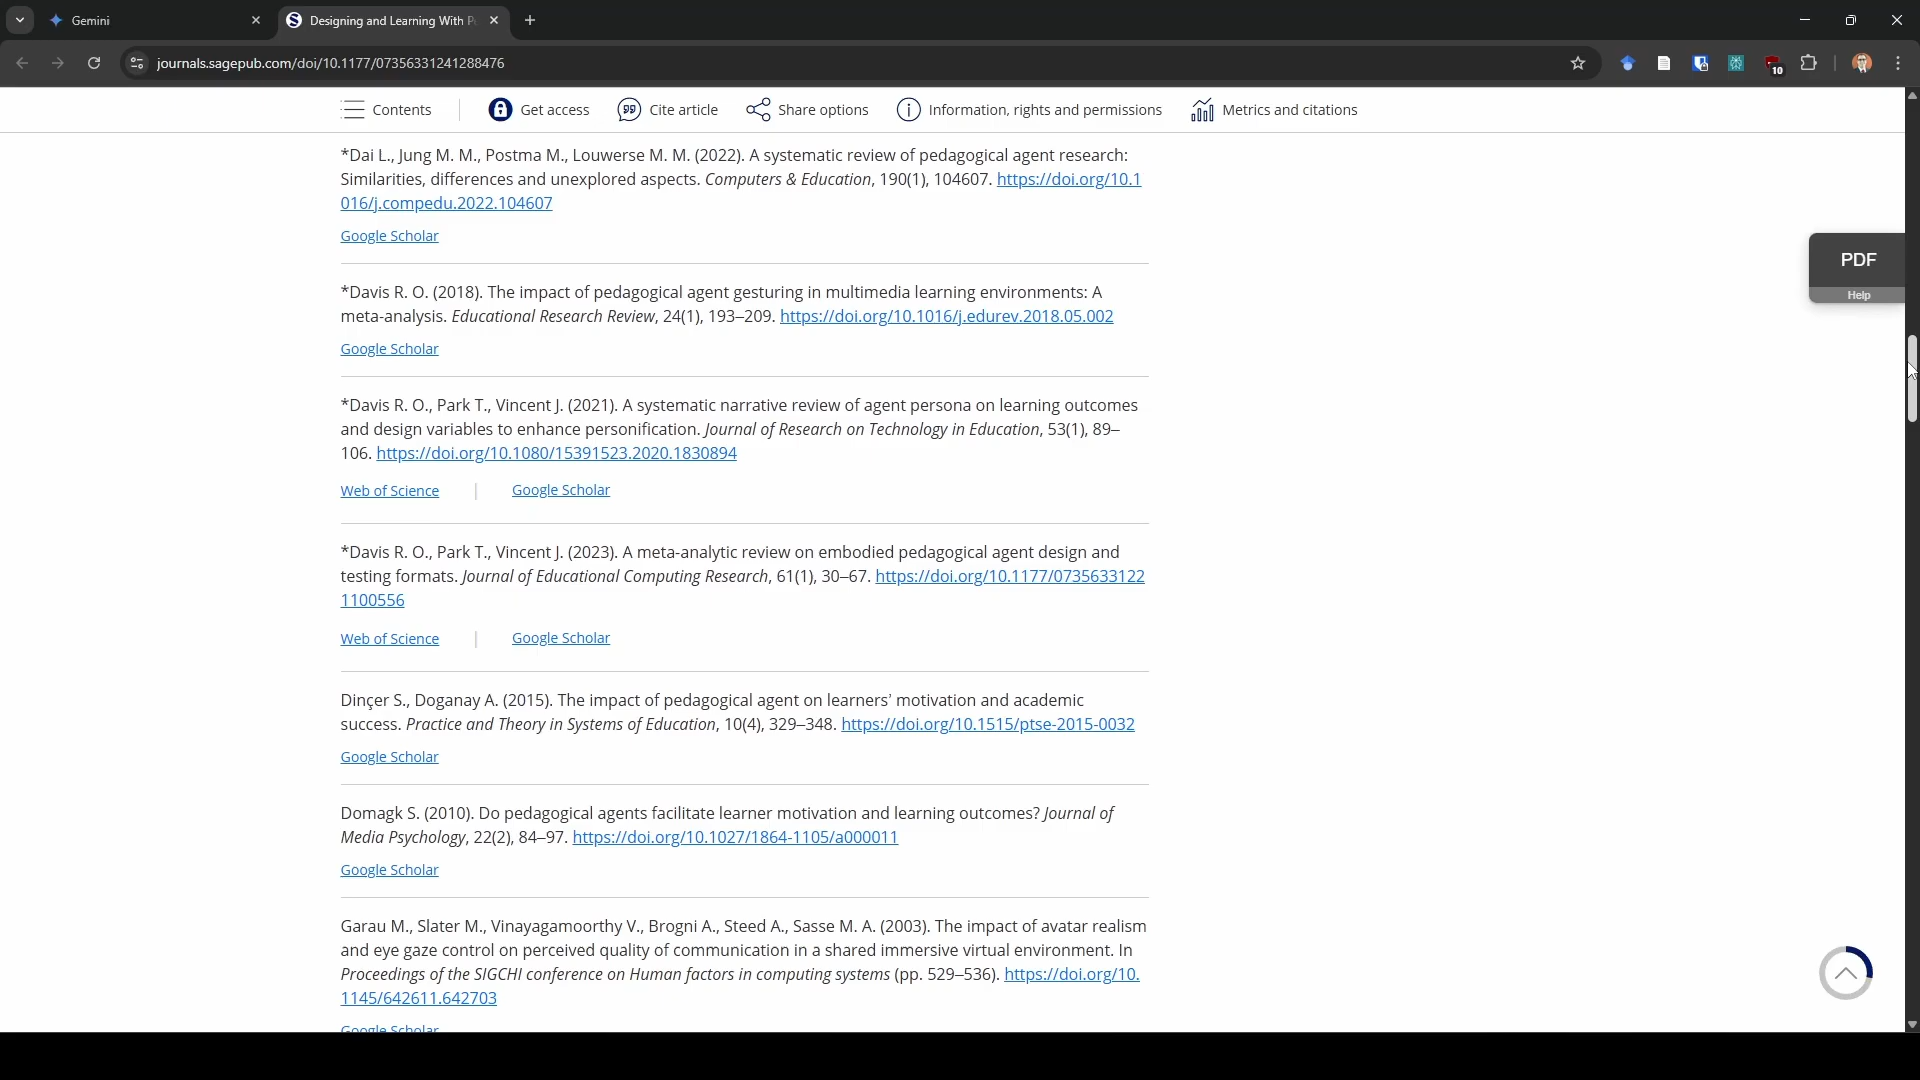 Gemini
Designing and Learning With
journals.sagepub.com/doi/10.1177/07356331241288476
10
Contents
Get access
Cite article
Share options
Information, rights and permissions
Metrics and citations
*Dai L., Jung M. M., Postma M., Louwerse M. M. (2022). A systematic review of pedagogical agent research:
Similarities, differences and unexplored aspects. Computers & Education, 190(1), 104607. https://doi.org/10.1
016/j.compedu.2022.104607
Google Scholar
PDF
Help
*Davis R. O. (2018). The impact of pedagogical agent gesturing in multimedia learning environments: A
meta-analysis. Educational Research Review, 24(1), 193–209. https://doi.org/10.1016/j.edurev.2018.05.002
Google Scholar
*Davis R. O., Park T., Vincent J. (2021). A systematic narrative review of agent persona on learning outcomes
and design variables to enhance personification. Journal of Research on Technology in Education, 53(1), 89–
106. https://doi.org/10.1080/15391523.2020.1830894
Web of Science
Google Scholar
*Davis R. O., Park T., Vincent J. (2023). A meta-analytic review on embodied pedagogical agent design and
testing formats. Journal of Educational Computing Research, 61(1), 30–67. https://doi.org/10.1177/0735633122
1100556
Web of Science
Google Scholar
Dinçer S., Doganay A. (2015). The impact of pedagogical agent on learners' motivation and academic
success. Practice and Theory in Systems of Education, 10(4), 329–348. https://doi.org/10.1515/ptse-2015-0032
Google Scholar
Domagk S. (2010). Do pedagogical agents facilitate learner motivation and learning outcomes? Journal of
Media Psychology, 22(2), 84–97. https://doi.org/10.1027/1864-1105/a000011
Google Scholar
Garau M., Slater M., Vinayagamoorthy V., Brogni A., Steed A., Sasse M. A. (2003). The impact of avatar realism
and eye gaze control on perceived quality of communication in a shared immersive virtual environment. In
Proceedings of the SIGCHI conference on Human factors in computing systems (pp. 529–536). https://doi.org/10.
1145/642611.642703
Google Scholar